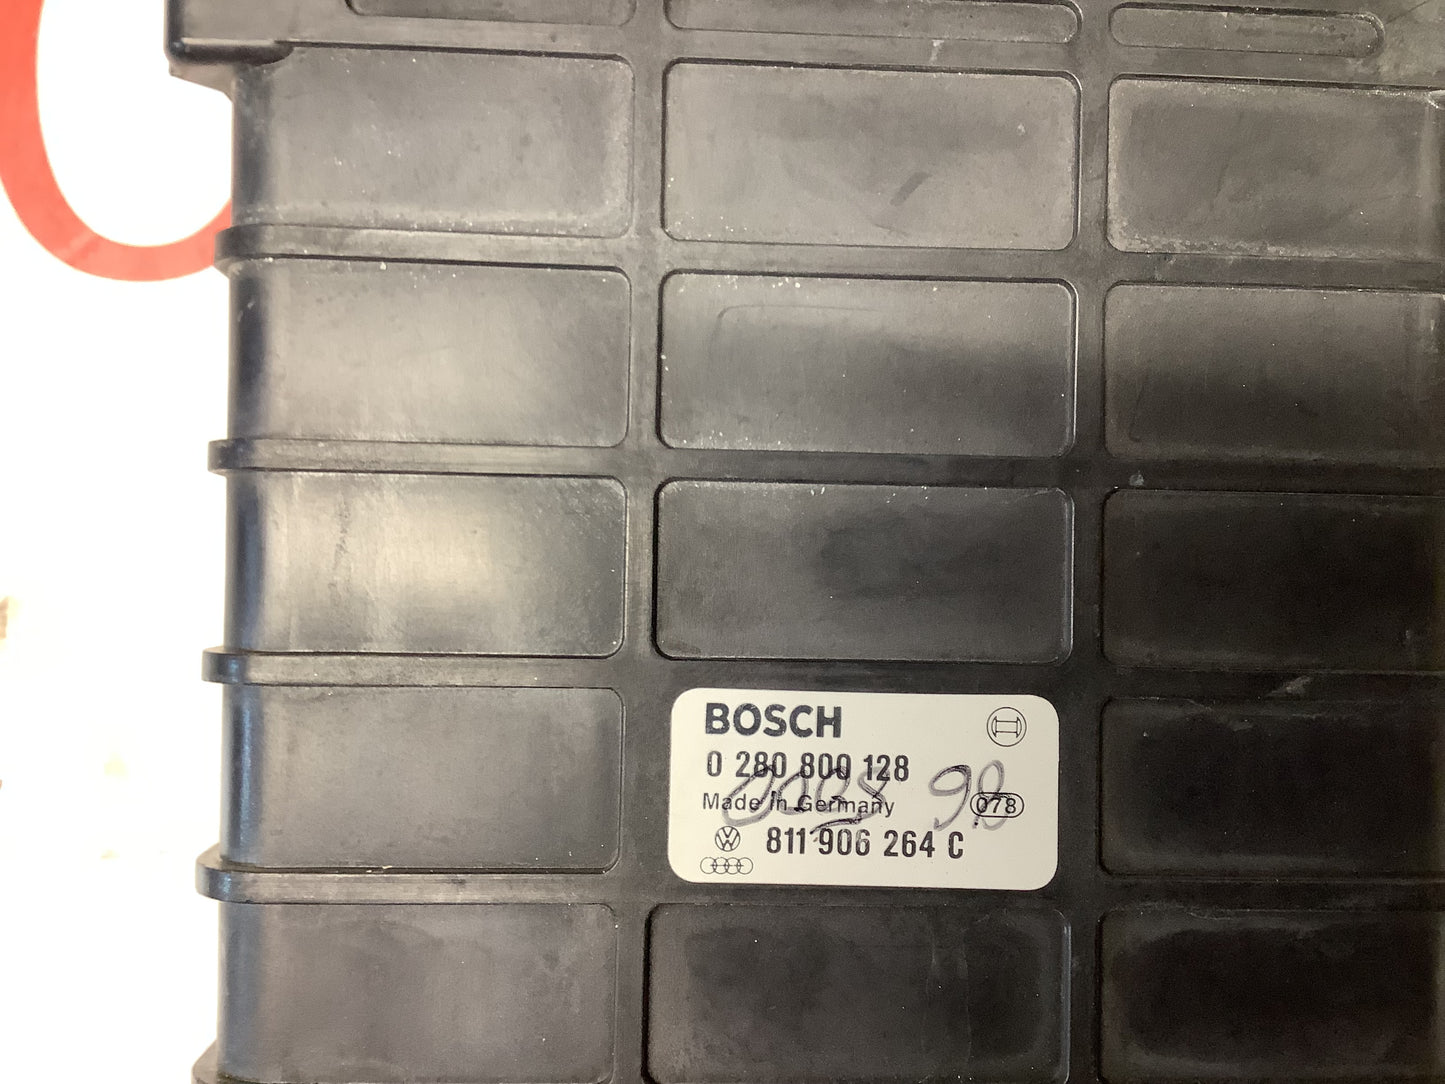 BOSCH
0 280 800 128
Made in Germany 078
811 906 264 C